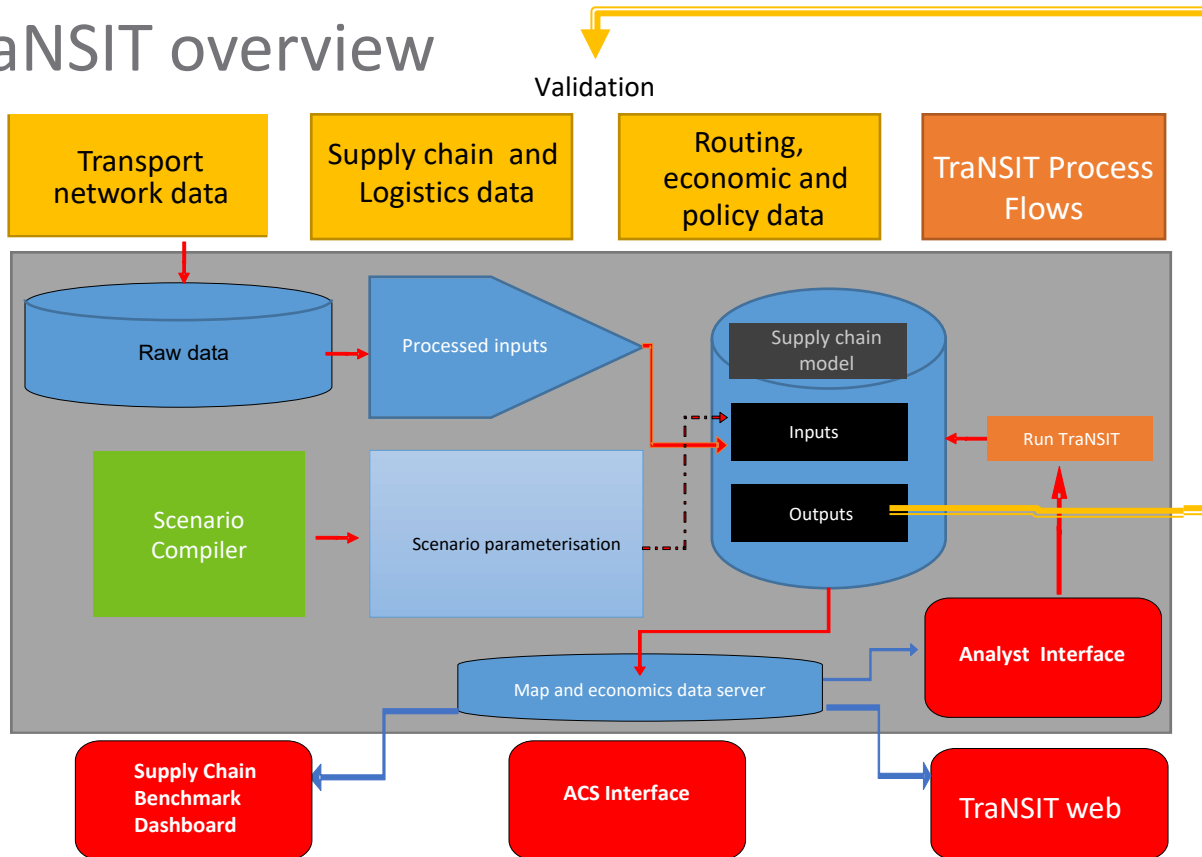 aNSIT overview
Validation
Transport
network data
Supply chain and
Logistics data
Routing,
economic and
policy data
TraNSIT Process
Flows
Raw data
Processed inputs
Supply chain
model
Inputs
Run TraNSIT
Outputs
Scenario
Compiler
Scenario parameterisation
Analyst Interface
Map and economics data server
Supply Chain
Benchmark
Dashboard
ACS Interface
TraNSIT web